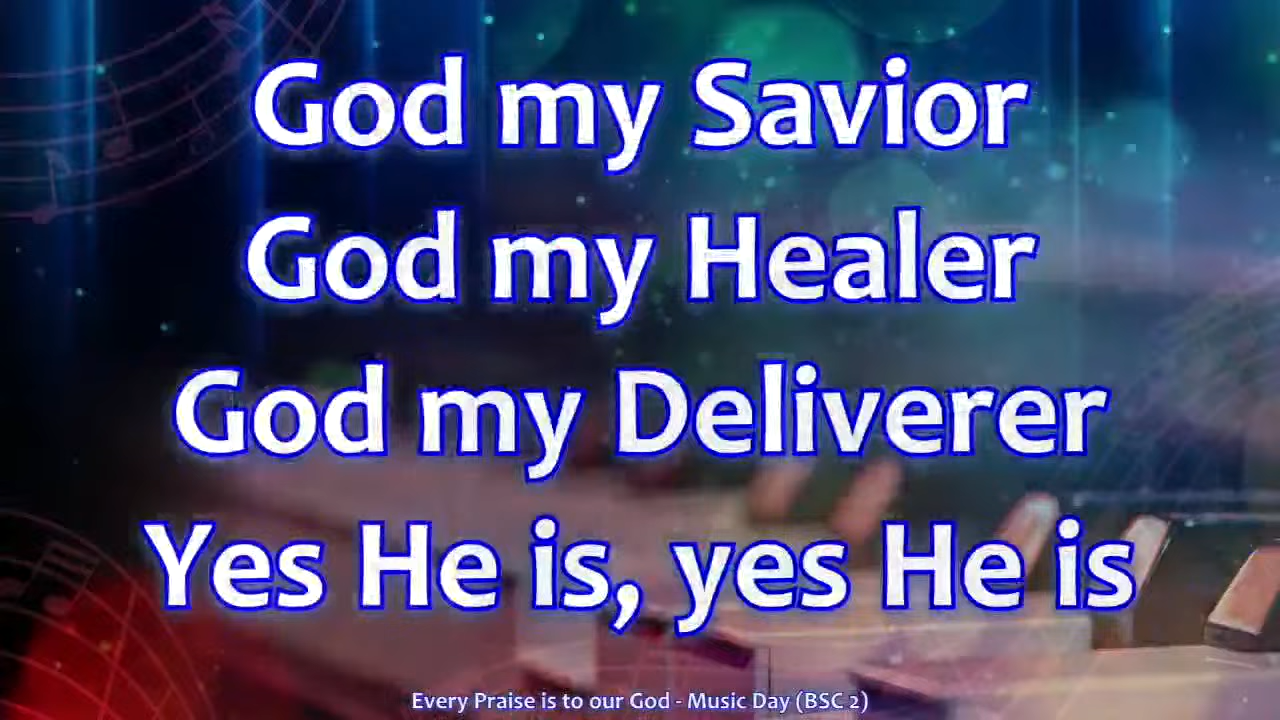 God my Savior
God my Healer
God my Deliverer
Yes He is, yes He is
Every Praise is to our God - Music Day (BSC 2)